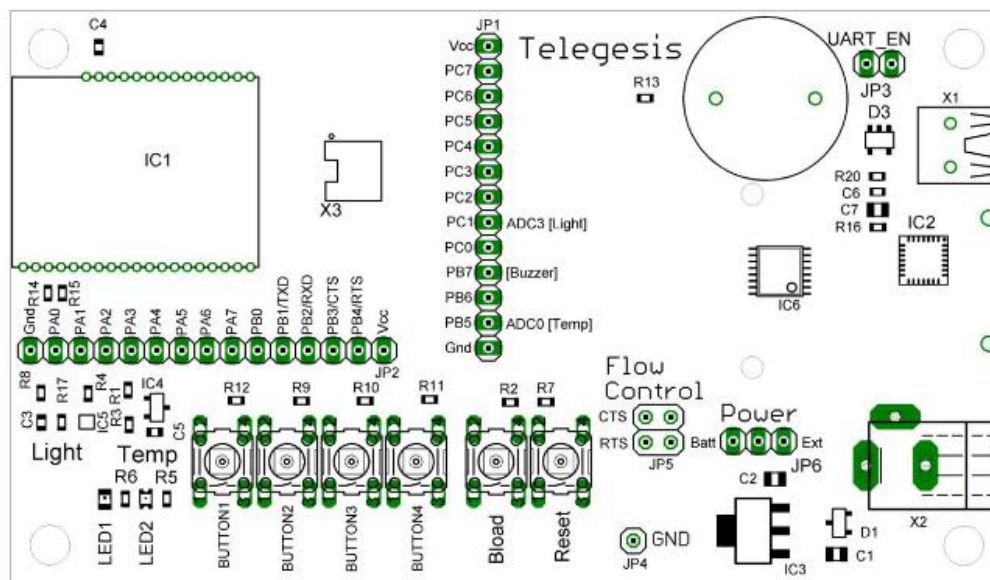 C4
JP1
Telegesis
UART_EN
Vcc
PC7
PC6
PC5
PC4
PC3
PC2
PC1 ADC3 [Light]
PC0
PB7 [Buzzer]
PB6
PB5 ADC0 [Temp]
Gnd
IC1
X3
R13
JP3
X1
D3
R20
C6
C7
R16
IC2
IC6
R14
R15
Gnd
PA0
PA1
PA2
PA3
PA4
PA5
PA6
PA7
PB0
PB1/TXD
PB2/RXD
PB3/CTS
PB4/RTS
Vcc
JP2
R8
R17
R4
R1
IC4
R12
R9
R10
R11
R2
R7
Flow
Control
CTS
RTS
JP5
Power
Batt
Ext
JP6
C3
IC5
R3
C5
Light
Temp
R6
R5
LED1
LED2
BUTTON1
BUTTON2
BUTTON3
BUTTON4
Bload
Reset
C2
JP4
GND
IC3
D1
C1
X2